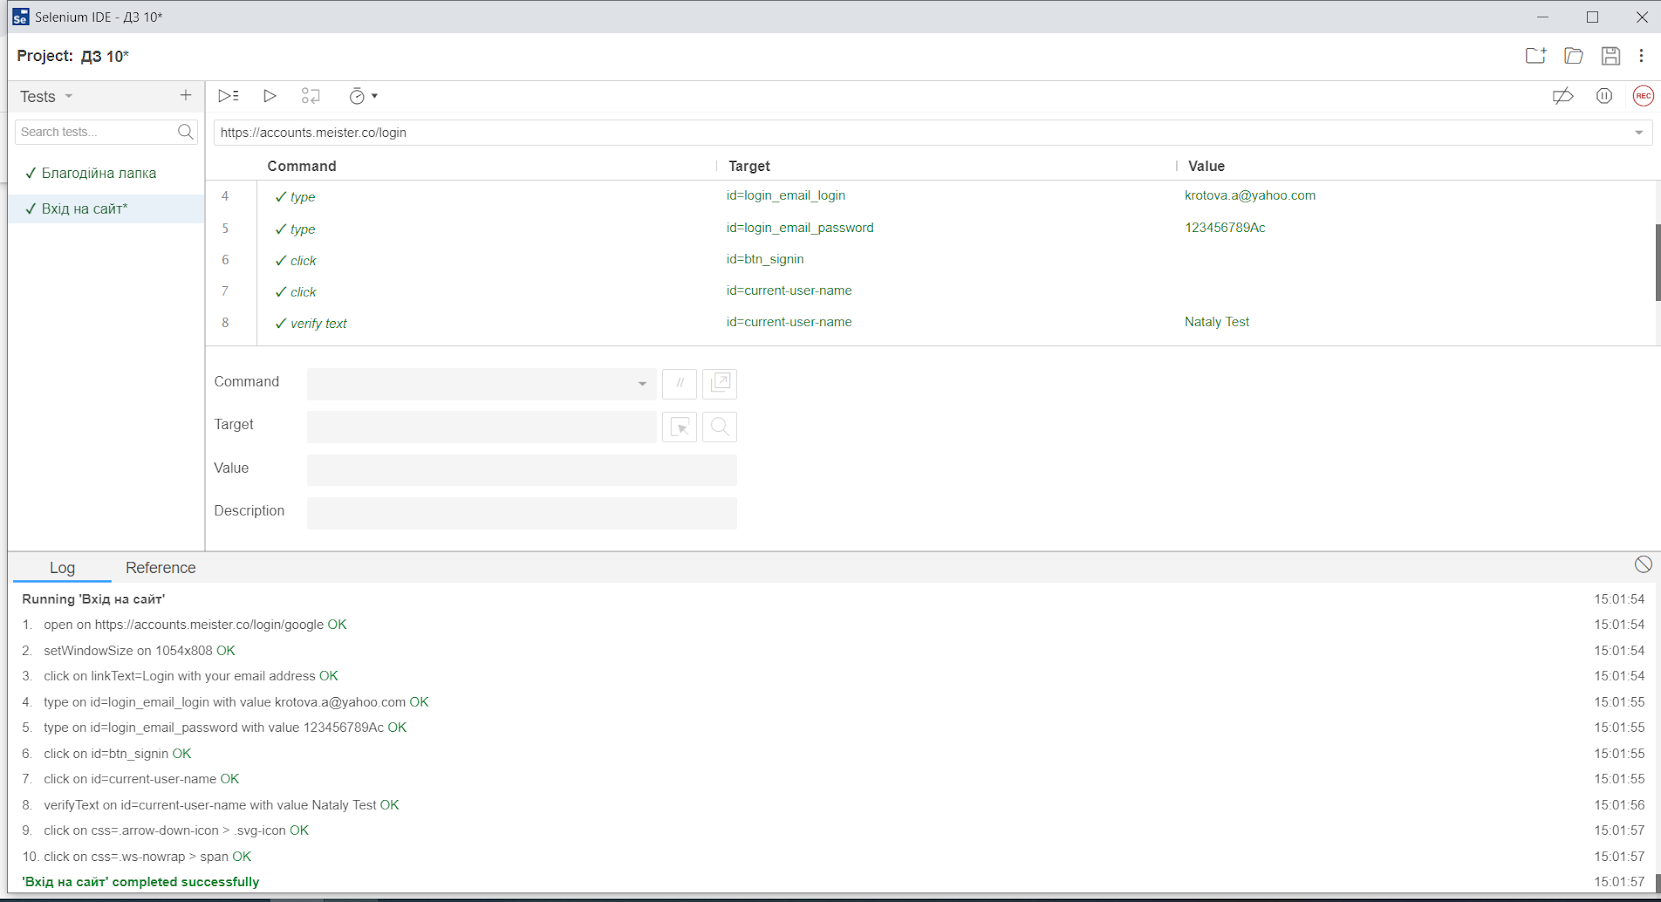 Selenium IDE - ДЗ 10*
Project: ДЗ 10*
Tests
Search tests...
✓ Благодійна лапка
✓ Вхід на сайт*
REC
https://accounts.meister.co/login
Command Target Value
4 ✓ type id=login_email_login krotova.a@yahoo.com
5 ✓ type id=login_email_password 123456789Ac
6 ✓ click id=btn_signin
7 ✓ click id=current-user-name
8 ✓ verify text id=current-user-name Nataly Test
Command //
Target
Value
Description
Log Reference
Running 'Вхід на сайт' 15:01:54
1. open on https://accounts.meister.co/login/google OK 15:01:54
2. setWindowSize on 1054x808 OK 15:01:54
3. click on linkText=Login with your email address OK 15:01:54
4. type on id=login_email_login with value krotova.a@yahoo.com OK 15:01:55
5. type on id=login_email_password with value 123456789Ac OK 15:01:55
6. click on id=btn_signin OK 15:01:55
7. click on id=current-user-name OK 15:01:55
8. verifyText on id=current-user-name with value Nataly Test OK 15:01:56
9. click on css=.arrow-down-icon > .svg-icon OK 15:01:57
10. click on css=.ws-nowrap > span OK 15:01:57
'Вхід на сайт' completed successfully 15:01:57